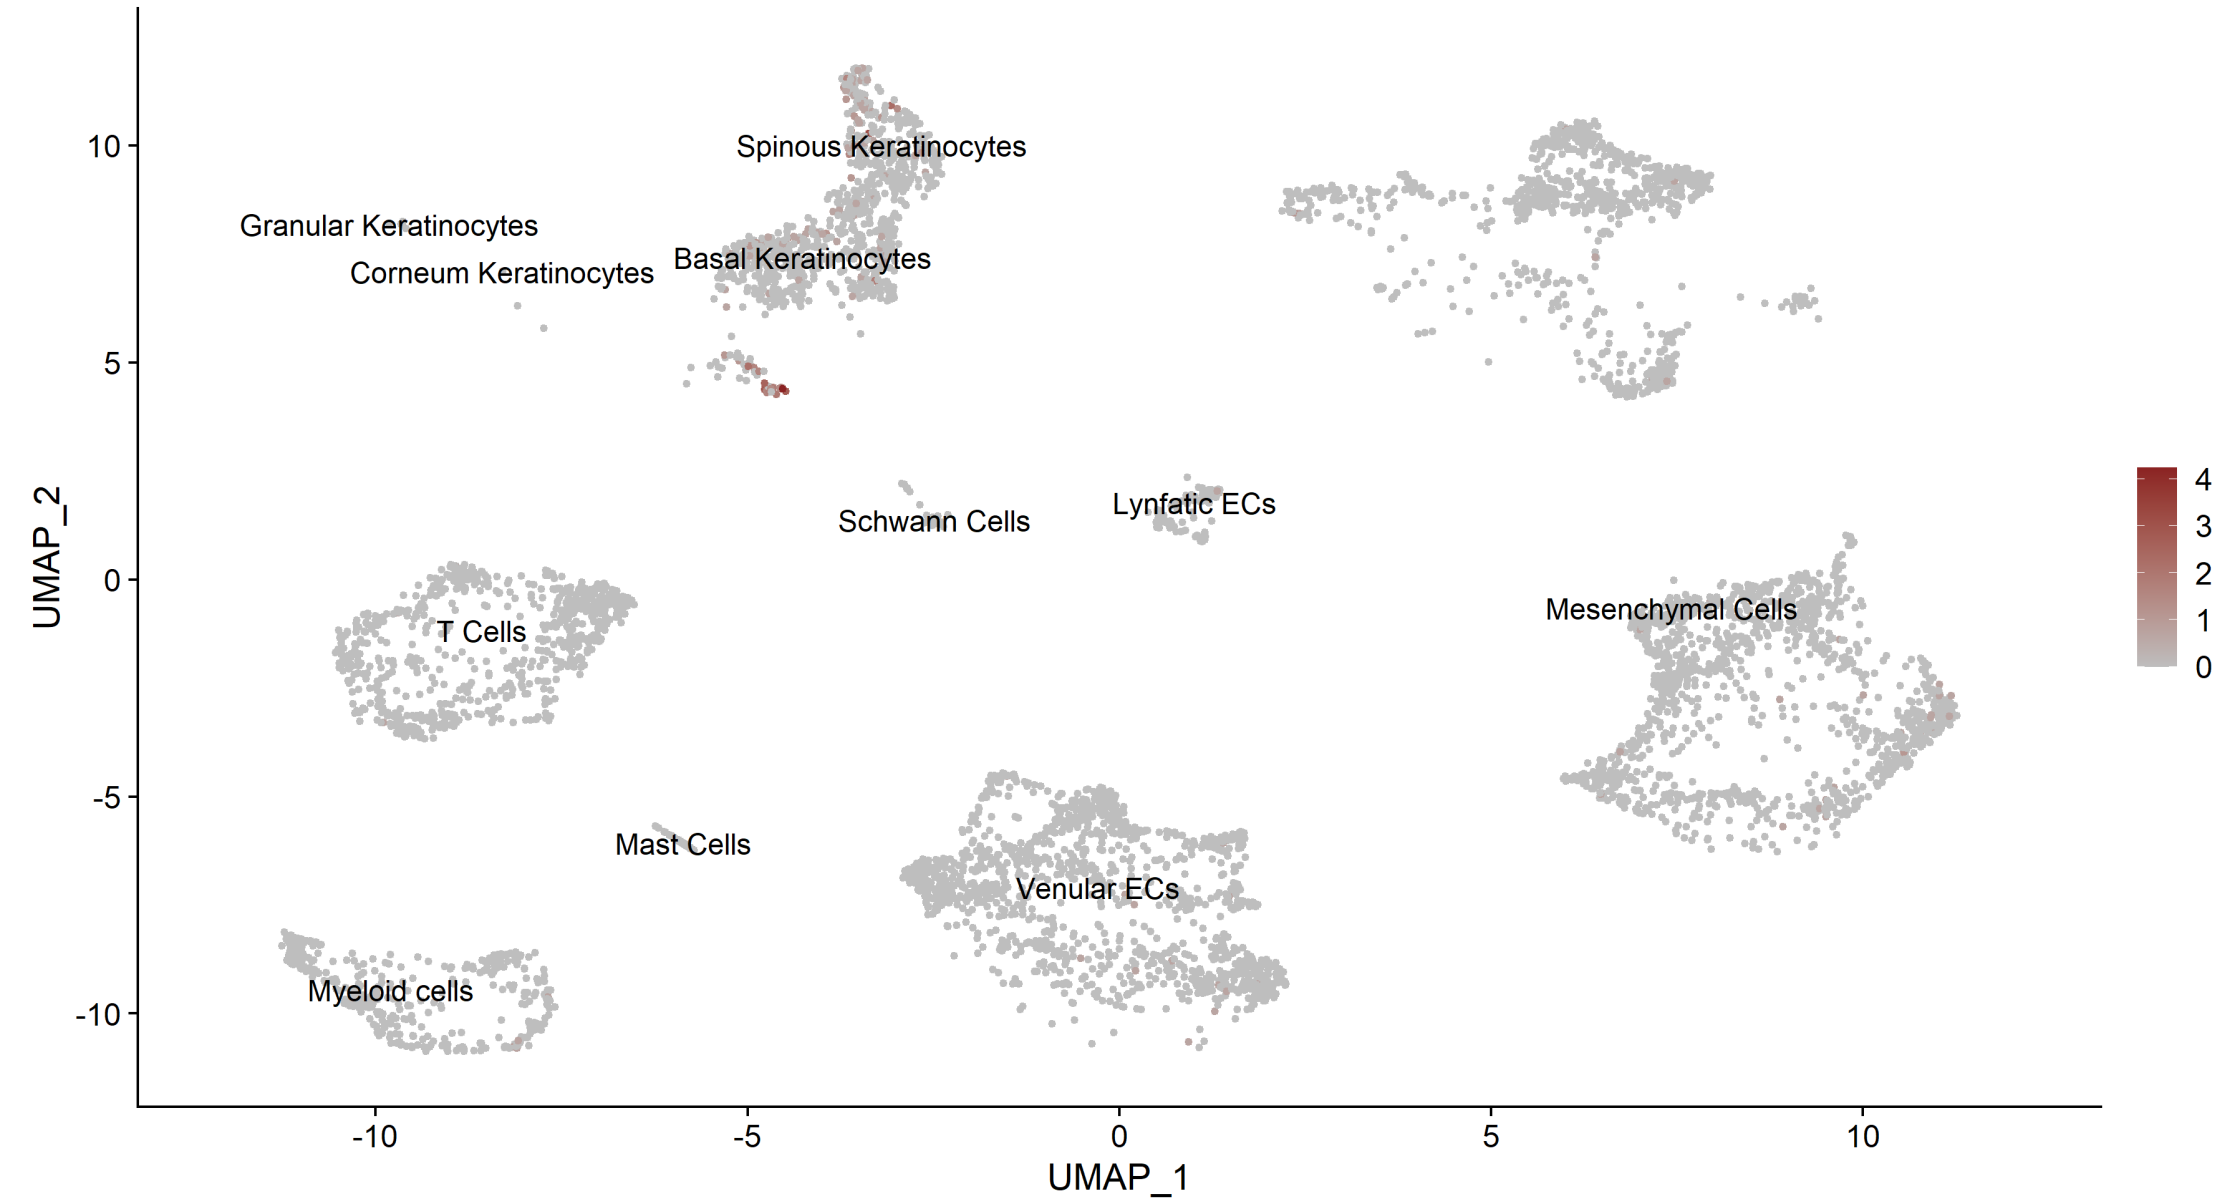 10
5
0
-5
-10
UMAP_2
Spinous Keratinocytes
Granular Keratinocytes
Basal Keratinocytes
Corneum Keratinocytes
Lynfatic ECs
Schwann Cells
Mesenchymal Cells
T Cells
Mast Cells
Venular ECs
Myeloid cells
4
3
2
1
0
-10
-5
0
5
10
UMAP_1